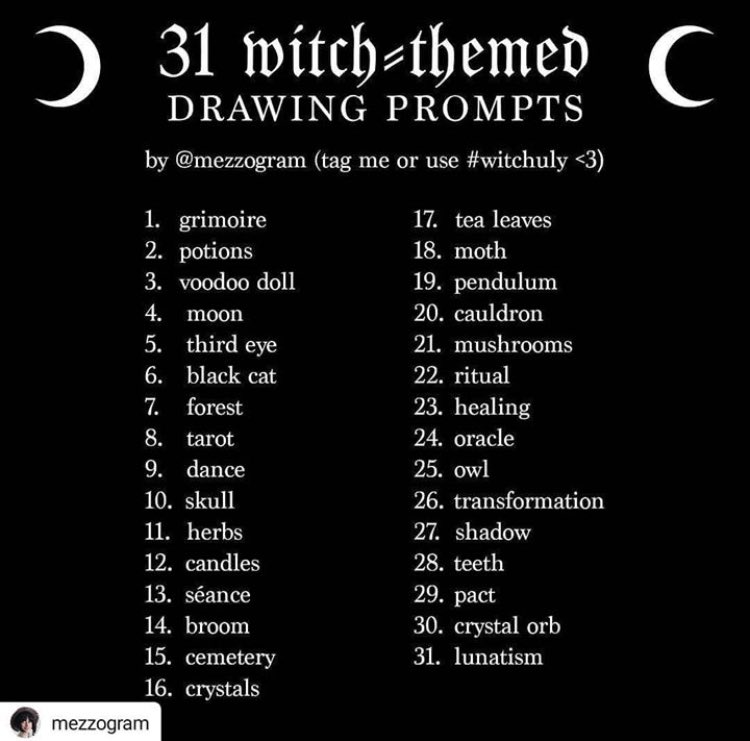 31 witch=themed
DRAWING PROMPTS
by @mezzogram (tag me or use #witchuly <3)
1. grimoire
2. potions
3. voodoo doll
4. moon
5. third eye
6. black cat
7. forest
8. tarot
9. dance
10. skull
11. herbs
12. candles
13. séance
14. broom
15. cemetery
16. crystals
17. tea leaves
18. moth
19. pendulum
20. cauldron
21. mushrooms
22. ritual
23. healing
24. oracle
25. owl
26. transformation
27. shadow
28. teeth
29. pact
30. crystal orb
31. lunatism
mezzogram